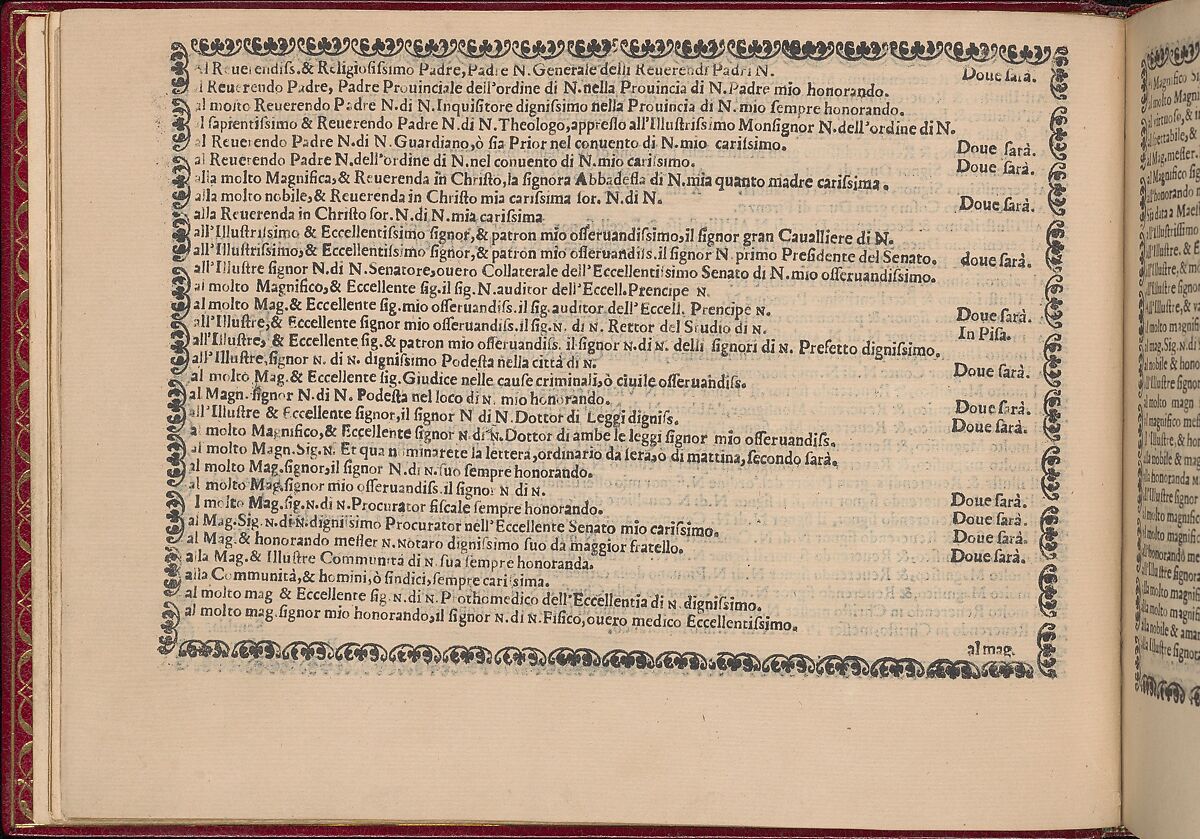 Al Reuerendiss. & Religiosissimo Padre, Padre N. Generale delli Reuerendi Padri N. Doue sarà.
l Reuerendo Padre, Padre Prouinciale dell'ordine di N. nella Prouincia di N. Padre mio honorando.
al molto Reuerendo Padre N. di N. Inquisitore dignissimo nella Prouincia di N. mio sempre honorando.
l sapientissimo & Reuerendo Padre N. di N. Theologo, appresso all'Illustrissimo Monsignor N. dell'ordine di N.
al Reuerendo Padre N. di N. Guardiano, ò sia Prior nel conuento di N. mio carissimo. Doue sarà.
al Reuerendo Padre N. dell'ordine di N. nel conuento di N. mio carissimo. Doue sarà.
alla molto Magnifica, & Reuerenda in Christo, la signora Abbadessa di N. mia quanto madre carissima.
alla molto nobile, & Reuerenda in Christo mia carissima sor. N. di N. Doue sarà.
alla Reuerenda in Christo sor. N. di N. mia carissima
all'Illustrissimo & Eccellentissimo signor, & patron mio osseruandissimo, il signor gran Caualliere di N.
all'Illustrissimo, & Eccellentissimo signor, & patron mio osseruandiss. il signor N. primo Presidente del Senato. doue sarà.
all'Illustre signor N. di N. Senatore, ouero Collaterale dell'Eccellentissimo Senato di N. mio osseruandissimo.
al molto Magnifico, & Eccellente sig. il sig. N. auditor dell'Eccell. Prencipe N.
al molto Mag. & Eccellente sig. mio osseruandiss. il sig. auditor dell'Eccell. Prencipe N. Doue sarà.
all'Illustre, & Eccellente signor mio osseruandiss. il sig. N. di N. Rettor del Studio di N. In Pisa.
all'Illustre, & Eccellente sig. & patron mio osseruandiss. il signor N. di N. delli signori di N. Prefetto dignissimo.
all'Illustre signor N. di N. dignissimo Podesta nella città di N. Doue sarà.
al molto Mag. & Eccellente sig. Giudice nelle cause criminali, ò ciuile osseruandiss.
al Magn. signor N. di N. Podesta nel loco di N. mio honorando. Doue sarà.
all'Illustre & Eccellente signor, il signor N di N. Dottor di Leggi digniss. Doue sarà.
al molto Magnifico, & Eccellente signor N di N. Dottor di ambe le leggi signor mio osseruandiss.
al molto Magn. Sig. N. Et qua nominarete la lettera, ordinario da sera, ò di mattina, secondo sarà.
al molto Mag. signor, il signor N. di N. suo sempre honorando.
al molto Mag. signor mio osseruandiss. il signor N di N. Doue sarà.
l molto Mag. sig. N. di N. Procurator fiscale sempre honorando. Doue sarà.
al Mag. Sig. N. di N. dignissimo Procurator nell'Eccellente Senato mio carissimo. Doue sarà.
al Mag. & honorando messer N. Notaro dignissimo suo da maggior fratello. Doue sarà.
alla Mag. & Illustre Communità di N. sua sempre honoranda.
alla Communità, & homini, ò sindici, sempre carissima.
al molto mag & Eccellente sig. N. di N. Prothomedico dell'Eccellentia di N. dignissimo.
al molto mag. signor mio honorando, il signor N. di N. Fisico, ouero medico Eccellentissimo.
al mag.